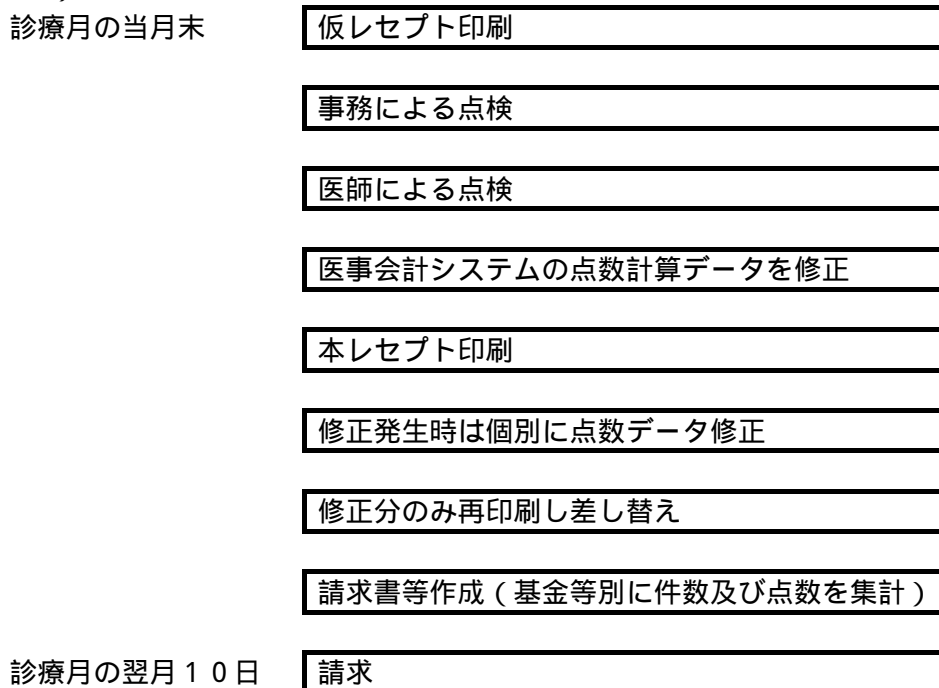 診療月の当月末 仮レセプト印刷
事務による点検
医師による点検
医事会計システムの点数計算データを修正
本レセプト印刷
修正発生時は個別に点数データ修正
修正分のみ再印刷し差し替え
請求書等作成(基金等別に件数及び点数を集計)
診療月の翌月10日 請求